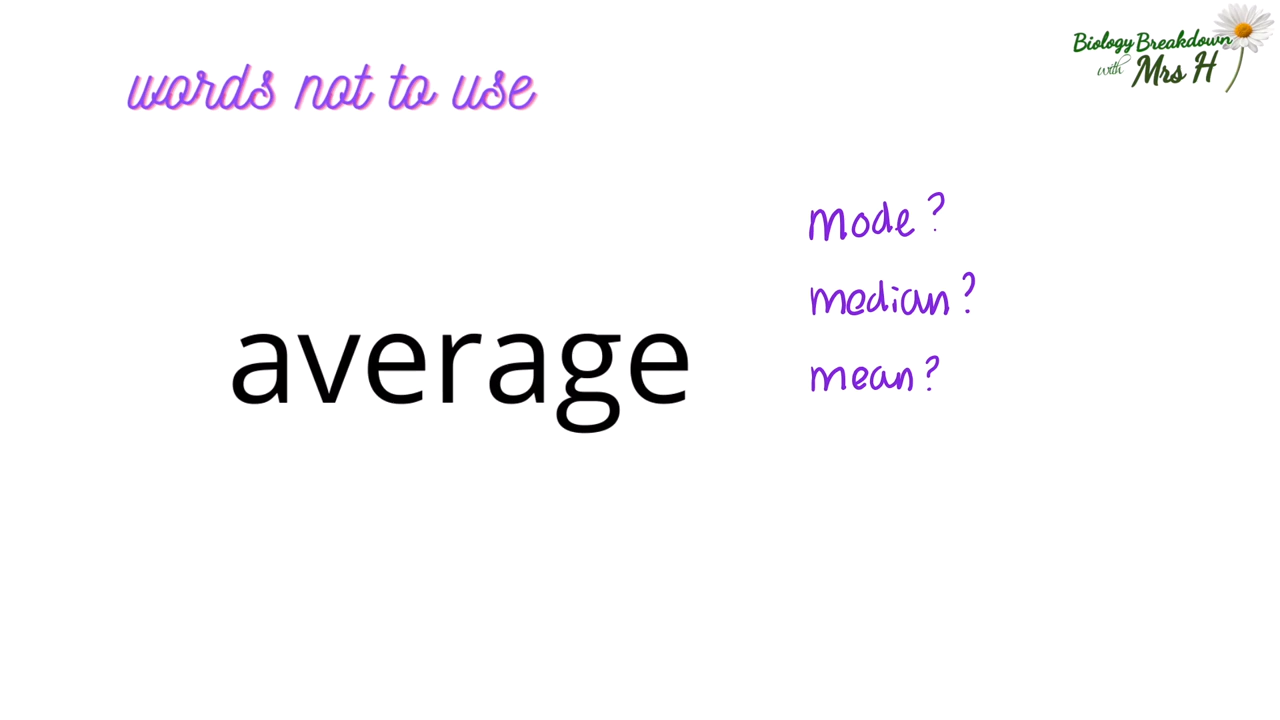 Biology Breakdown
with Mrs H
words not to use
mode?
median?
average
mean?